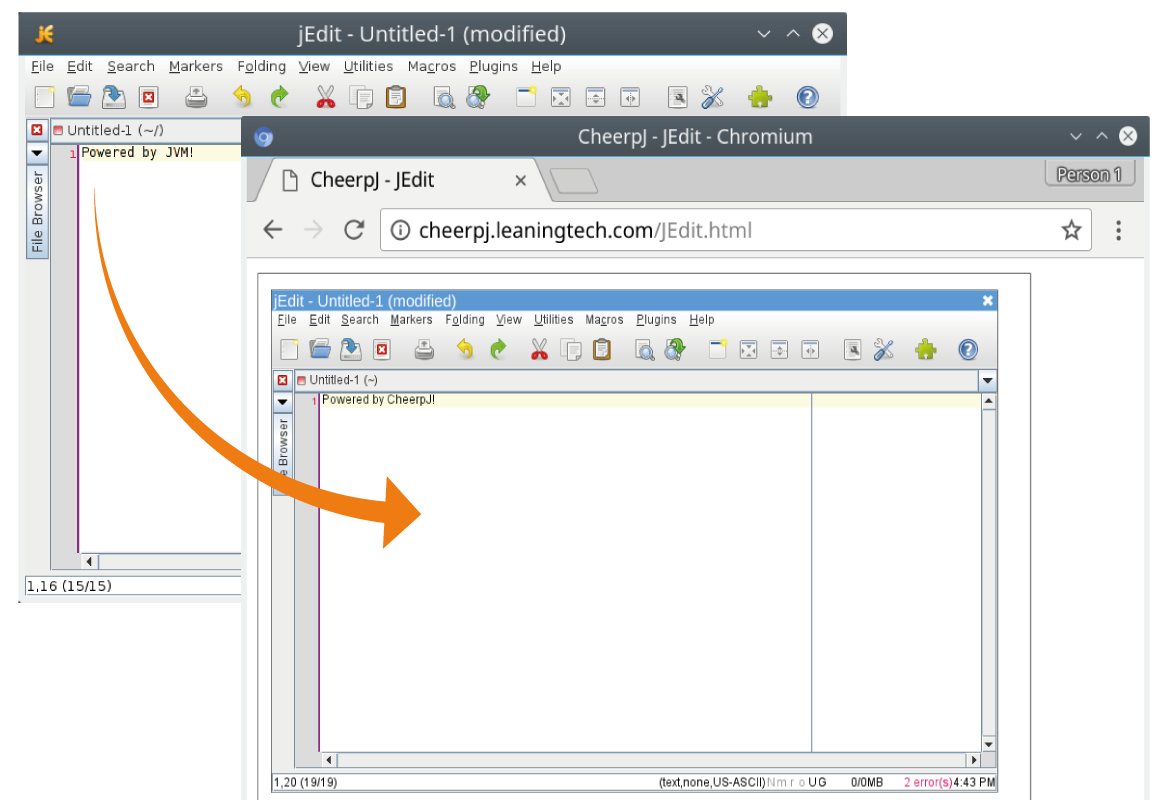 jE jEdit - Untitled-1 (modified)
File Edit Search Markers Folding View Utilities Macros Plugins Help
Untitled-1 (~/)
1 Powered by JVM!
File Browser
1,16 (15/15)
CheerpJ - JEdit - Chromium
CheerpJ - JEdit
Person 1
cheerpj.leaningtech.com/JEdit.html
jEdit - Untitled-1 (modified)
File Edit Search Markers Folding View Utilities Macros Plugins Help
Untitled-1 (~)
1 Powered by CheerpJ!
e Browser
1,20 (19/19) (text,none,US-ASCII)Nm r o UG 0/0MB 2 error(s)4:43 PM